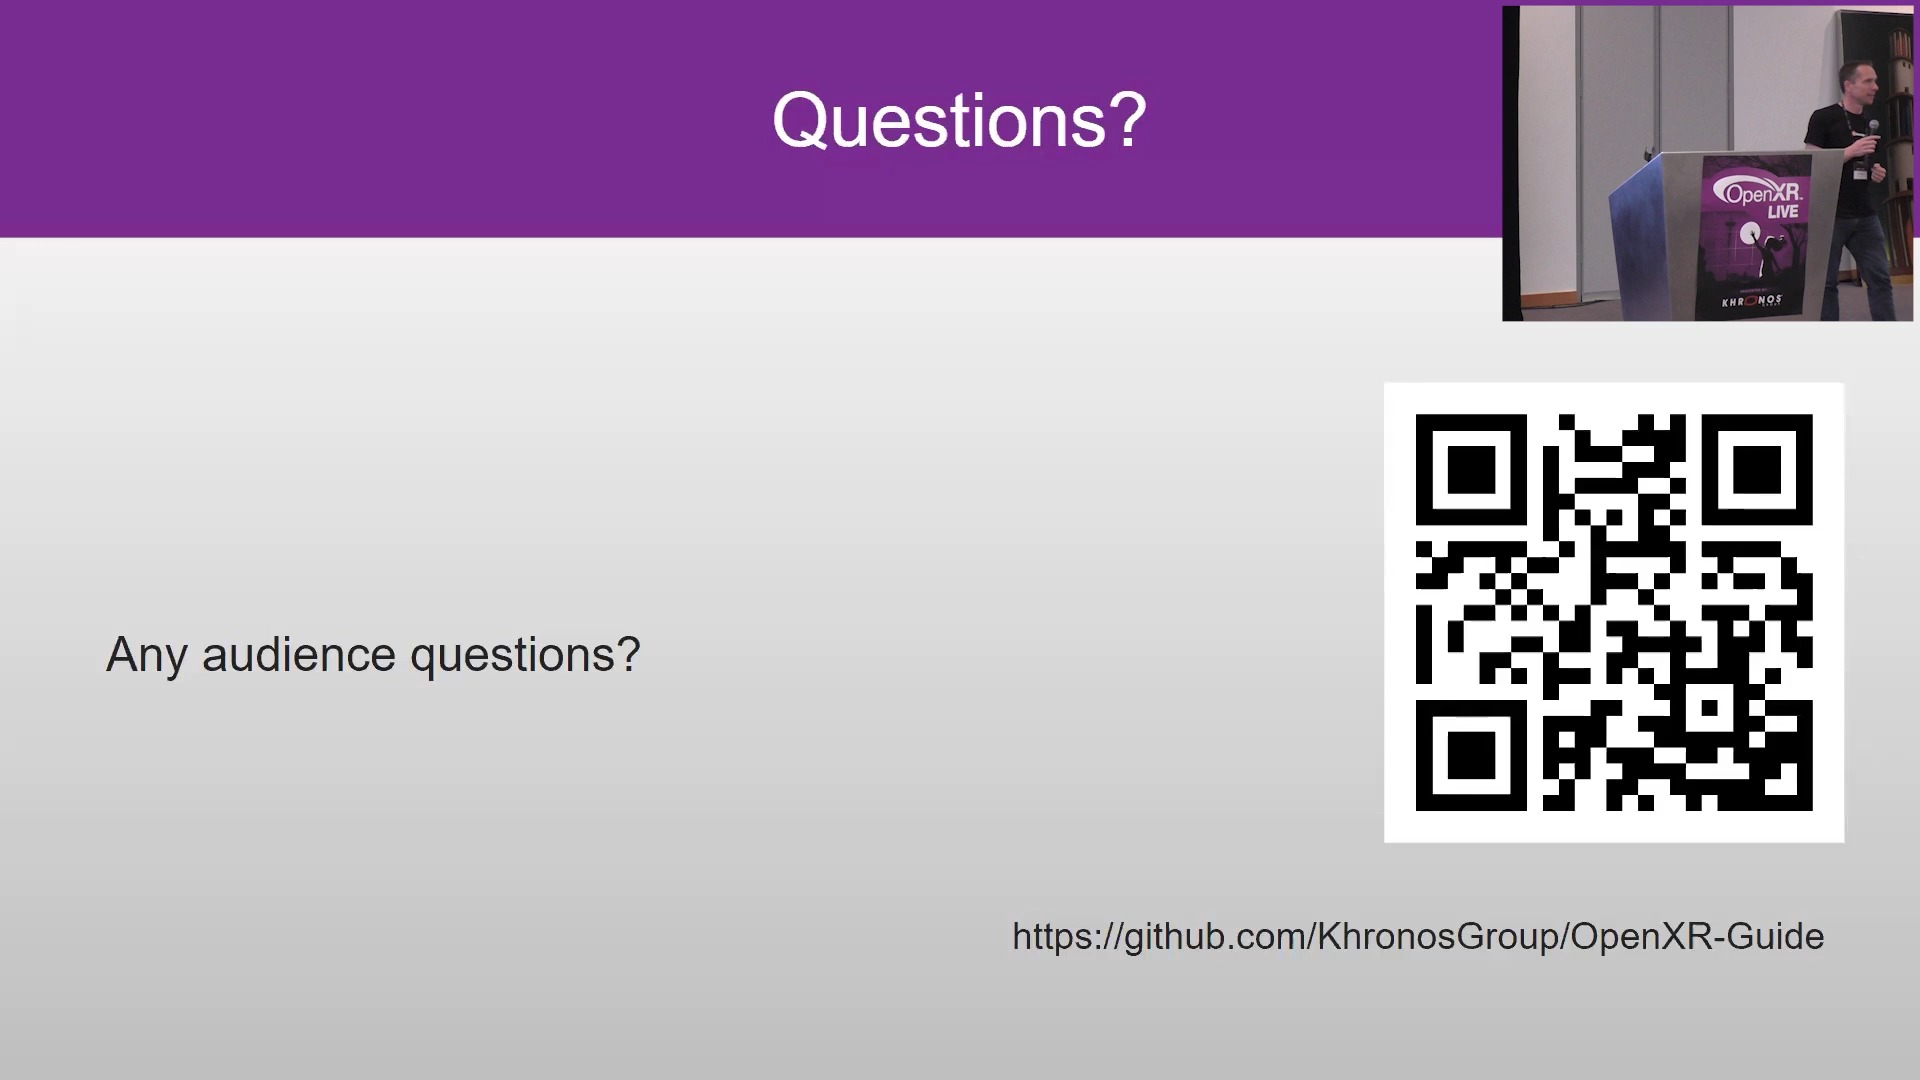 Questions?
OpenXR
LIVE
KHRONOS
Any audience questions?
https://github.com/KhronosGroup/OpenXR-Guide